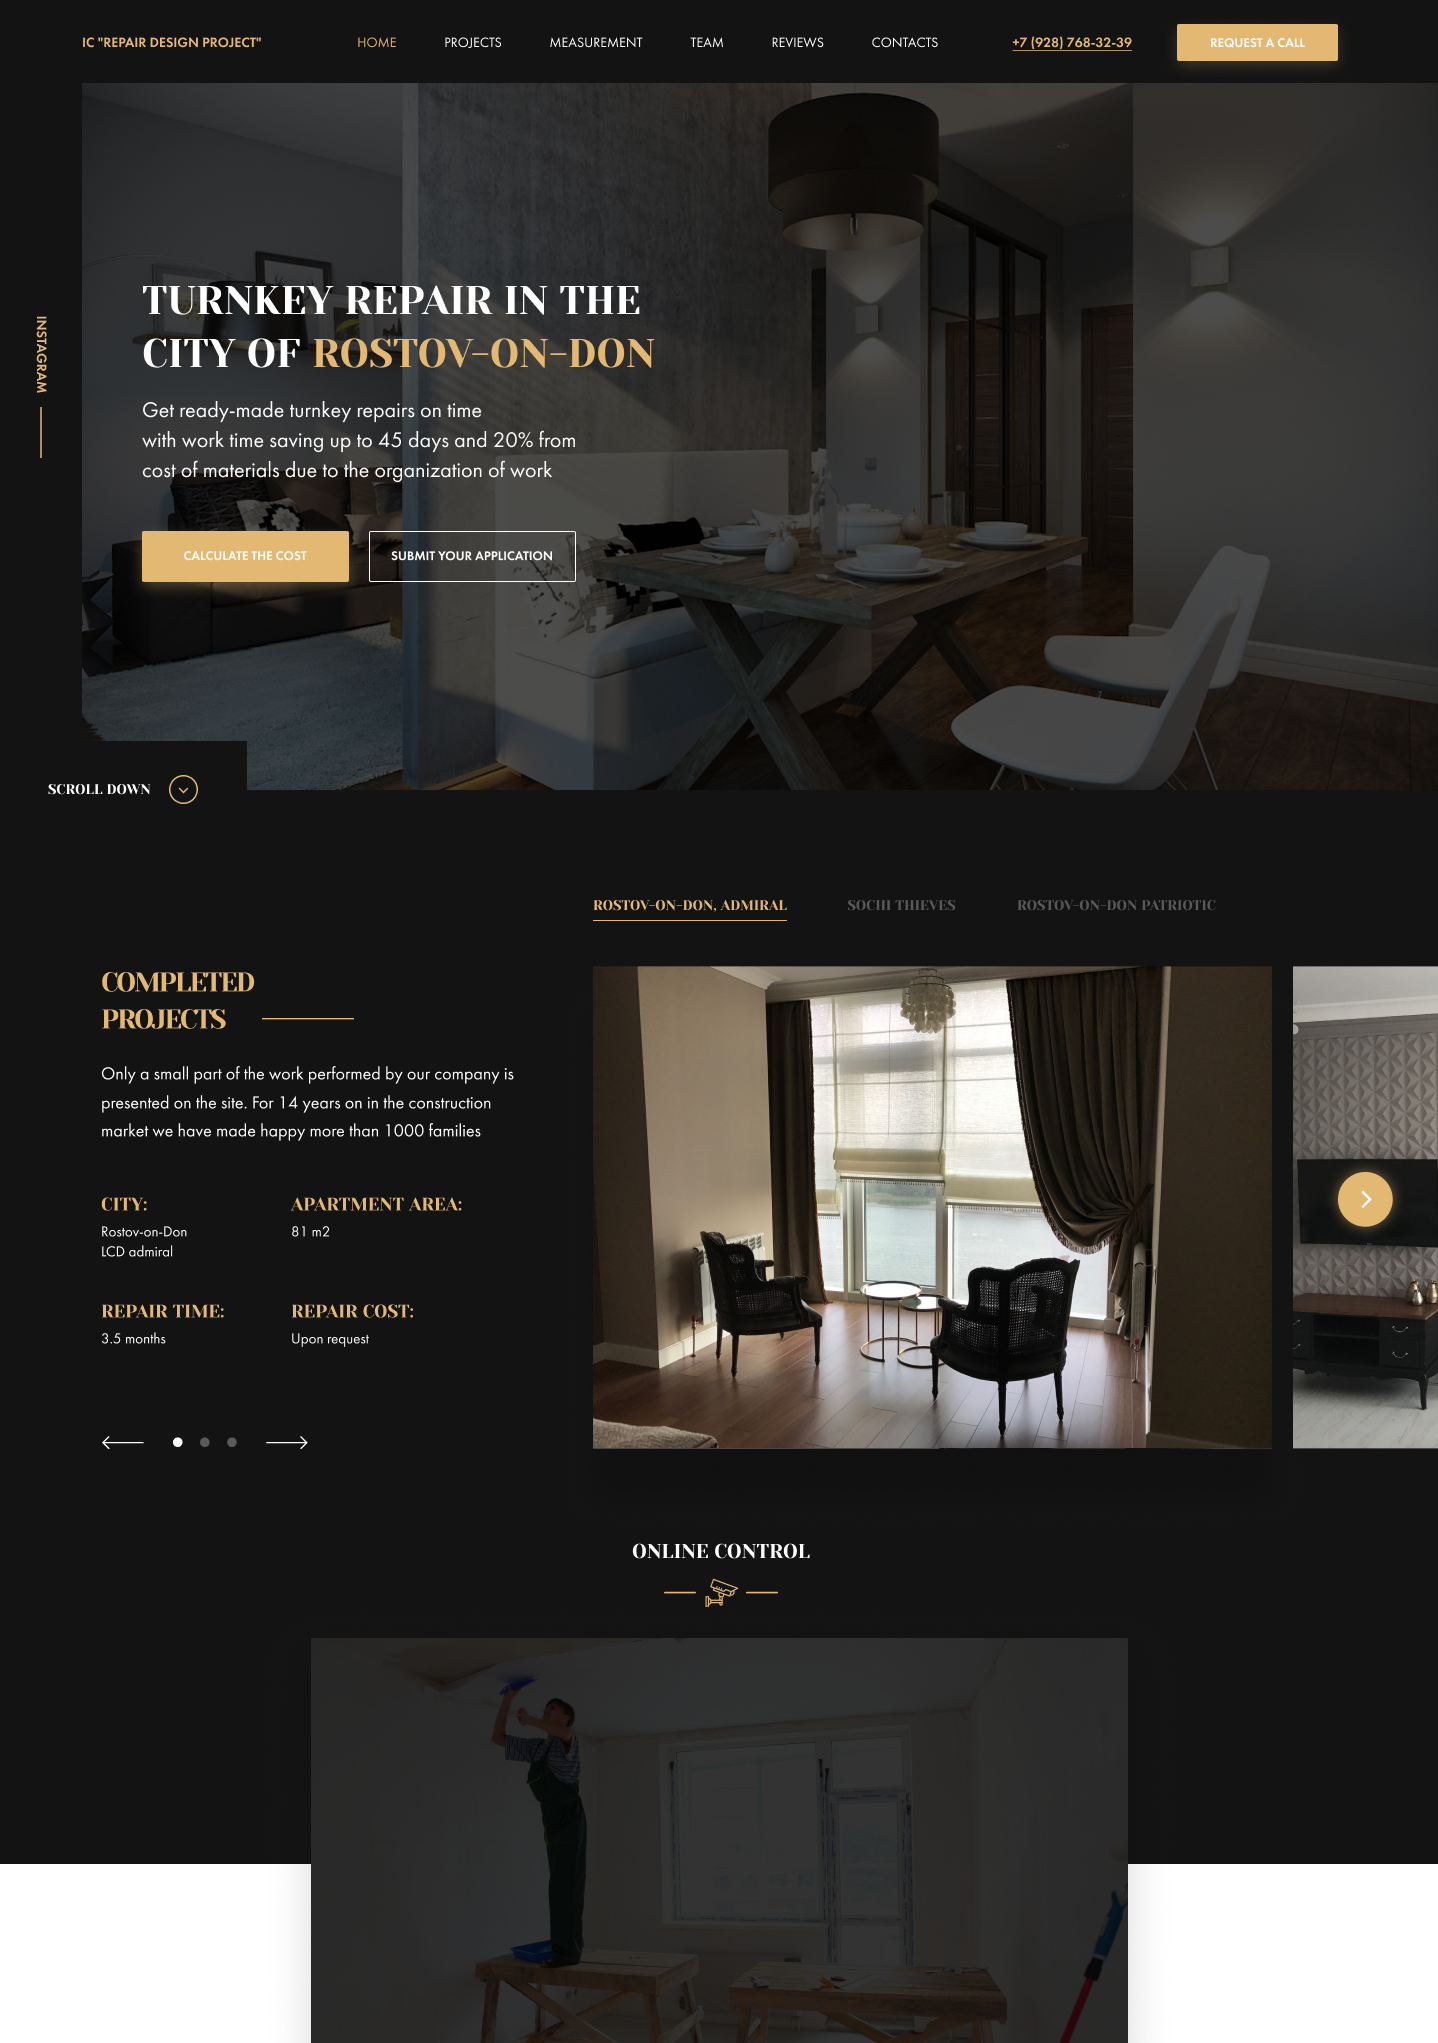 IC "REPAIR DESIGN PROJECT"
HOME
PROJECTS
MEASUREMENT
TEAM
REVIEWS
CONTACTS
+7 (928) 768-32-39
REQUEST A CALL
INSTAGRAM
TURNKEY REPAIR IN THE
CITY OF ROSTOV-ON-DON
Get ready-made turnkey repairs on time
with work time saving up to 45 days and 20% from
cost of materials due to the organization of work
CALCULATE THE COST
SUBMIT YOUR APPLICATION
SCROLL DOWN
ROSTOV-ON-DON, ADMIRAL
SOCHI THIEVES
ROSTOV-ON-DON PATRIOTIC
COMPLETED
PROJECTS
Only a small part of the work performed by our company is
presented on the site. For 14 years on in the construction
market we have made happy more than 1000 families
CITY:
Rostov-on-Don
LCD admiral
APARTMENT AREA:
81 m2
REPAIR TIME:
3.5 months
REPAIR COST:
Upon request
ONLINE CONTROL